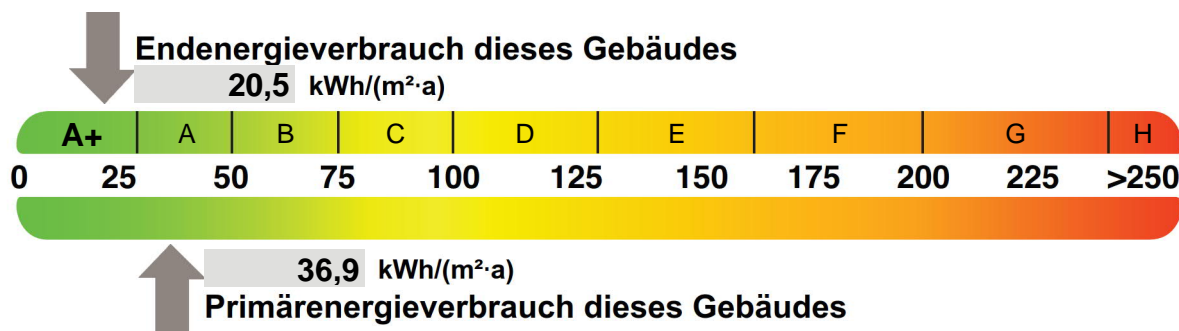 Endenergieverbrauch dieses Gebäudes
20,5 kWh/(m²·a)
A+ A B C D E F G H
0 25 50 75 100 125 150 175 200 225 >250
36,9 kWh/(m²·a)
Primärenergieverbrauch dieses Gebäudes